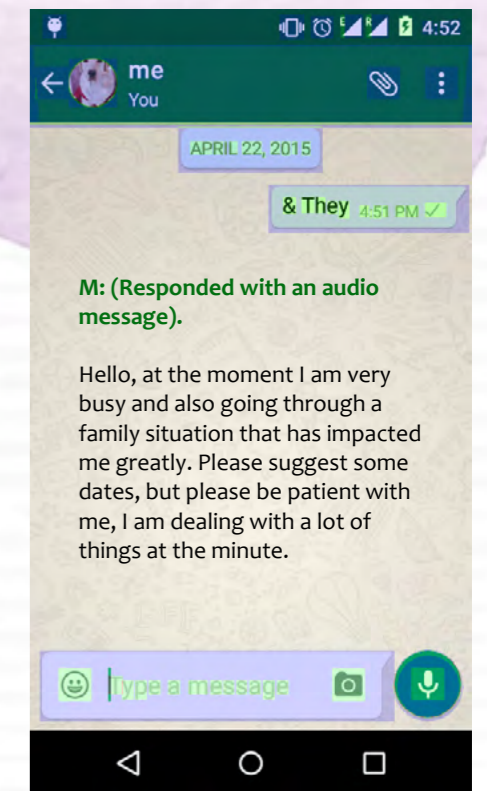 4:52
me
You
APRIL 22, 2015
& They 4:51 PM
M: (Responded with an audio
message).
Hello, at the moment I am very
busy and also going through a
family situation that has impacted
me greatly. Please suggest some
dates, but please be patient with
me, I am dealing with a lot of
things at the minute.
Type a message